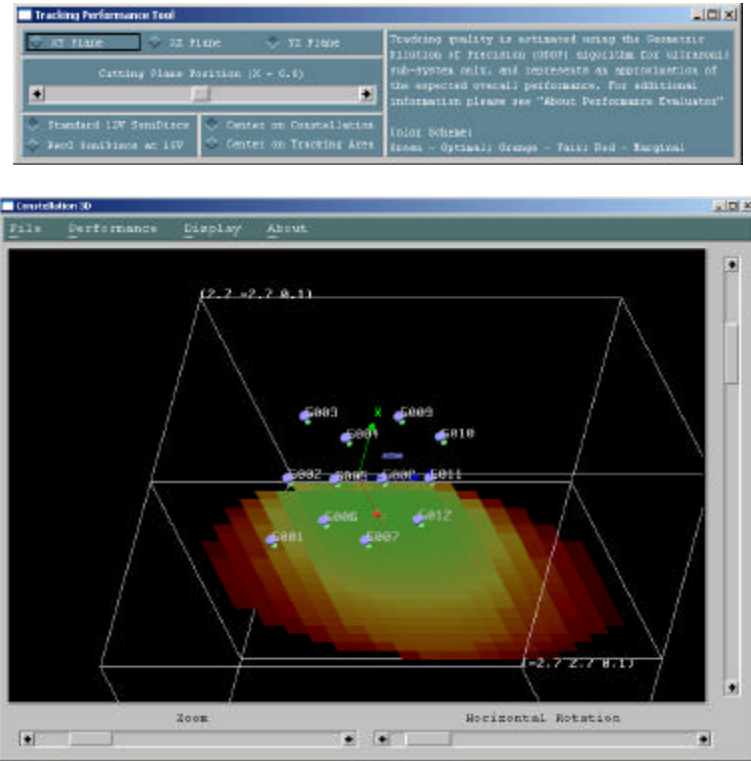 Tracking Performance Tool
XY Plane XZ Plane YZ Plane
Cutting Plane Position (X = 0.0)
Standard 12V SoniDisc Center on Constellation
at 15V Center on Tracking Area
Tracking quality is estimated using the Geometric
Dilution of Precision (GDOP) algorithm for ultrasonic
sub-system only, and represents an approximation of
the expected overall performance. For additional
information please see "About Performance Evaluator"
Color Scheme:
Green - Optimal; Orange - Fair; Red - Marginal
Constellation 3D
File Performance Display About
(2.7 -2.7 0.1)
S003 X S009
S004 S010
S002 S005 S008 S011
S006 S012
S001 S007
(-2.7 2.7 0.1)
Zoom Horizontal Rotation